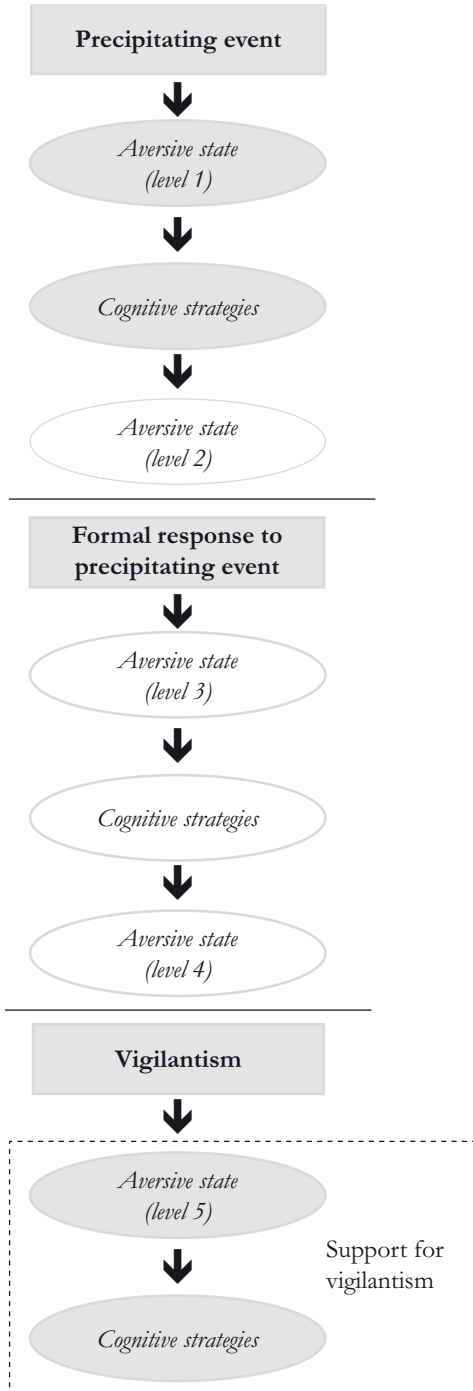 Precipitating event
Aversive state
(level 1)
Cognitive strategies
Aversive state
(level 2)
Formal response to
precipitating event
Aversive state
(level 3)
Cognitive strategies
Aversive state
(level 4)
Vigilantism
Aversive state
(level 5)
Support for
vigilantism
Cognitive strategies